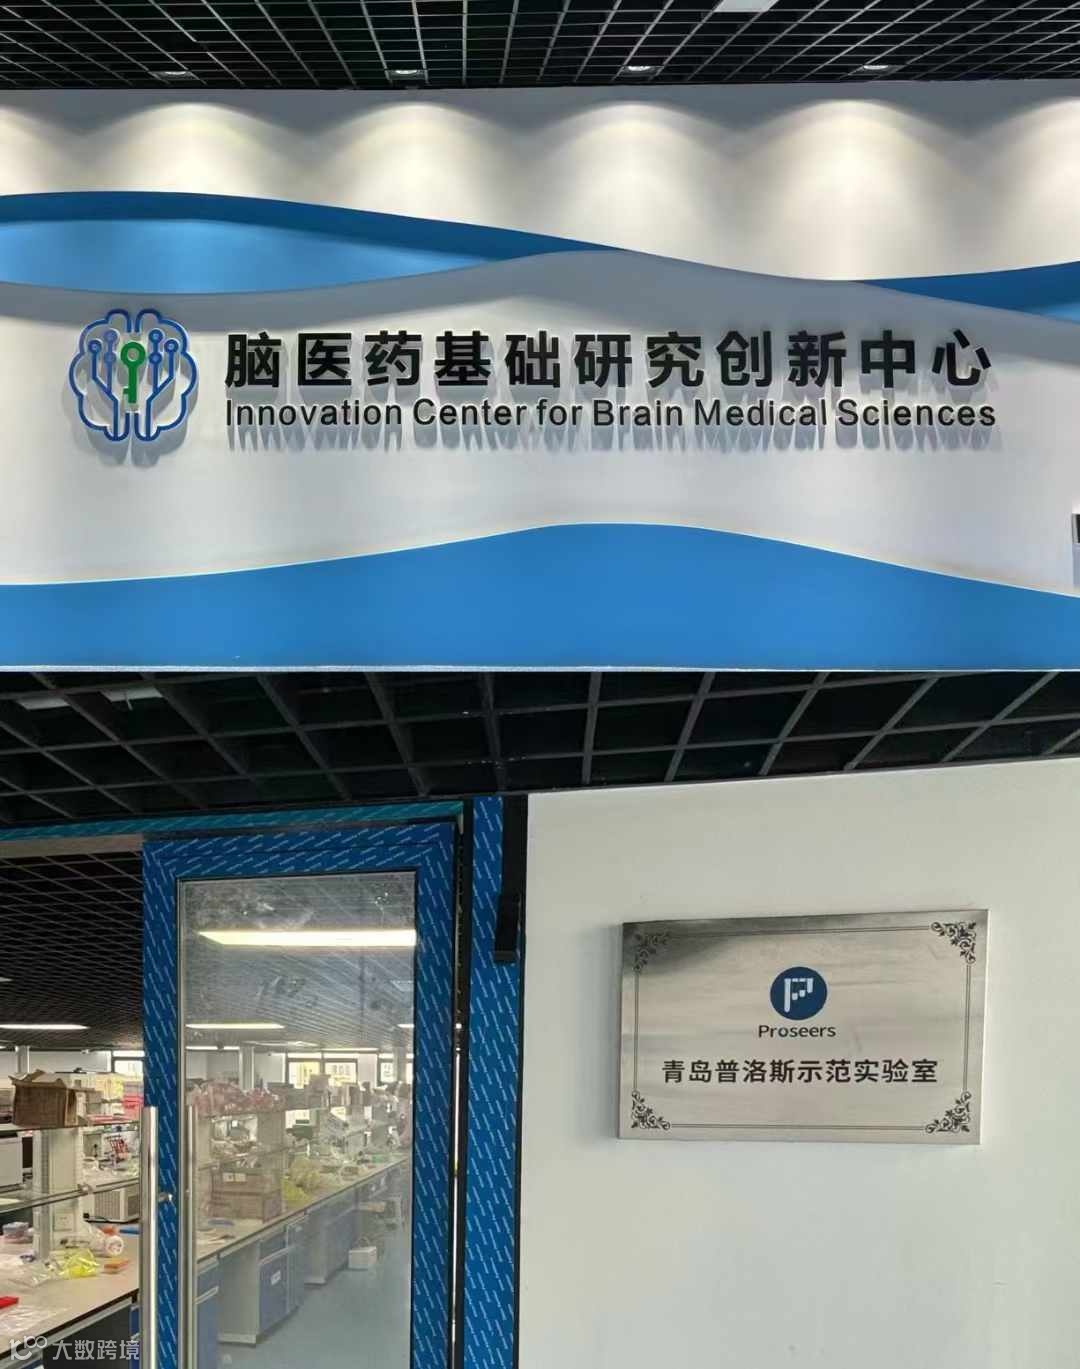 脑医药基础研究创新中心
Innovation Center for Brain Medical Sciences
Proseers
青岛普洛斯示范实验室
大数跨境